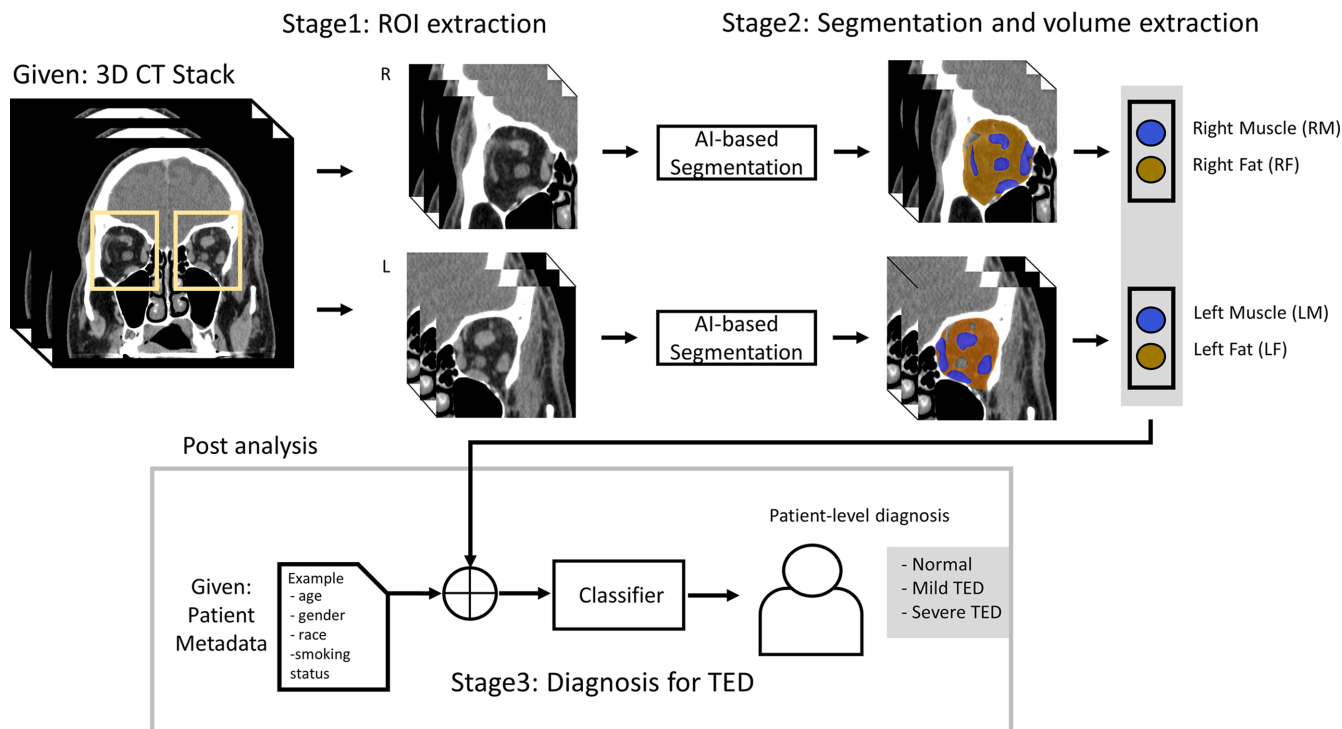 Stage1: ROI extraction
Stage2: Segmentation and volume extraction
Given: 3D CT Stack
R
AI-based
Segmentation
Right Muscle (RM)
Right Fat (RF)
L
AI-based
Segmentation
Left Muscle (LM)
Left Fat (LF)
Post analysis
Given:
Patient
Metadata
Example
- age
- gender
- race
-smoking
status
Classifier
Patient-level diagnosis
- Normal
- Mild TED
- Severe TED
Stage3: Diagnosis for TED